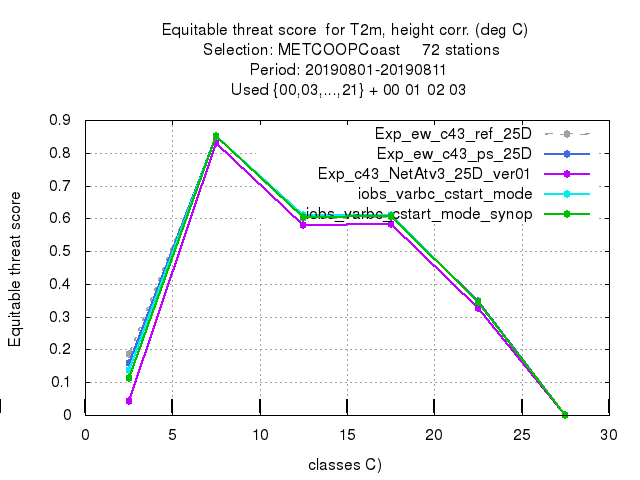 Equitable threat score  for T2m, height corr. (deg C)
Selection: METCOOPCoast     72 stations
Period: 20190801-20190811
Used {00,03,...,21} + 00 01 02 03
Equitable threat score
0.9
0.8
0.7
0.6
0.5
0.4
0.3
0.2
0.1
0
Exp_ew_c43_ref_25D
Exp_ew_c43_ps_25D
Exp_c43_NetAtv3_25D_ver01
iobs_varbc_cstart_mode
iobs_varbc_cstart_mode_synop
0 5 10 15 20 25 30
classes C)